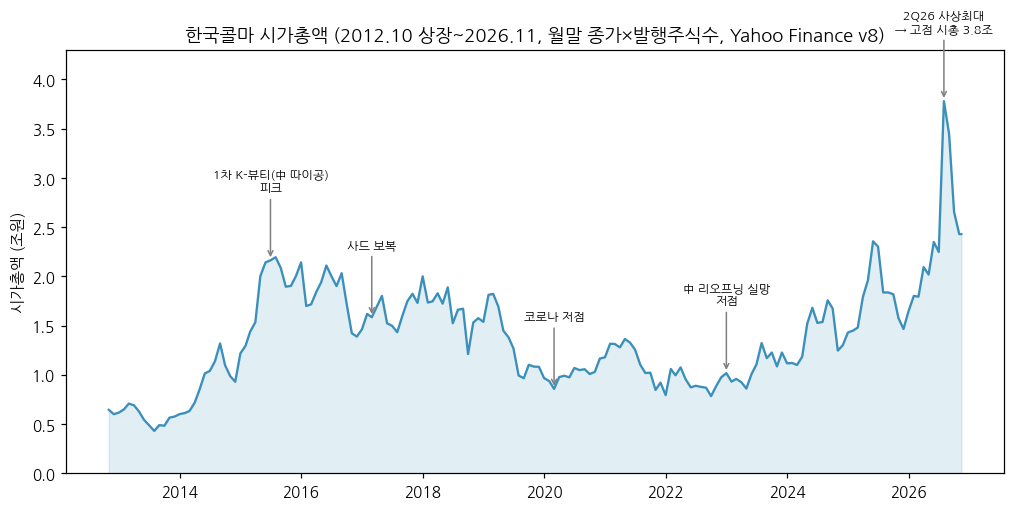 2Q26 사상최대
→ 고점 시총 3.8조
한국콜마 시가총액 (2012.10 상장~2026.11, 월말 종가×발행주식수, Yahoo Finance v8)
시가총액 (조원)
4.0
3.5
3.0
2.5
2.0
1.5
1.0
0.5
0.0
1차 K-뷰티(中 따이공)
피크
사드 보복
코로나 저점
中 리오프닝 실망
저점
2014
2016
2018
2020
2022
2024
2026